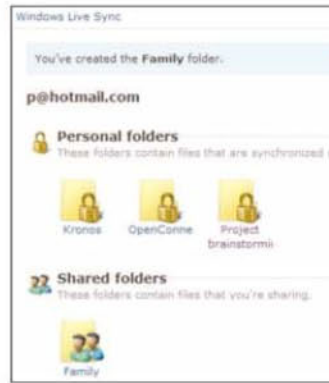 Windows Live Sync
You've created the Family folder.
p@hotmail.com
Personal folders
These folders contain files that are synchronized
Kronos OpenConne Project
brainstormii
Shared folders
These folders contain files that you're sharing.
Family